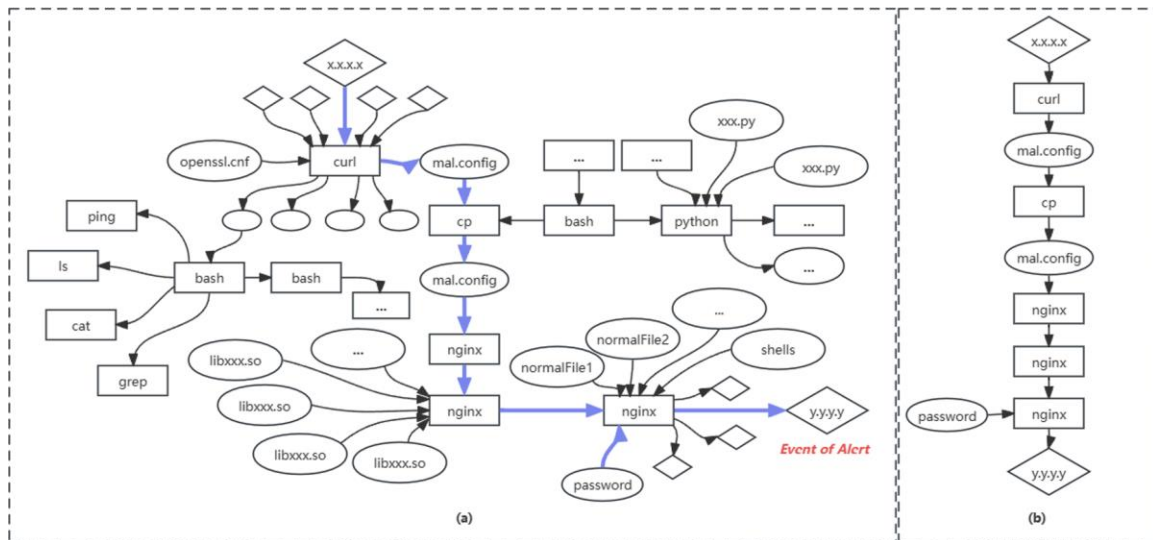 x.x.x.x
openssl.cnf
curl
mal.config
...
...
xxx.py
xxx.py
ping
cp
bash
python
...
ls
bash
bash
mal.config
...
...
cat
grep
libxxx.so
...
nginx
normalFile1
normalFile2
...
shells
libxxx.so
nginx
nginx
y.y.y.y
libxxx.so
libxxx.so
password
Event of Alert
(a)
x.x.x.x
curl
mal.config
cp
mal.config
nginx
nginx
password
nginx
y.y.y.y
(b)